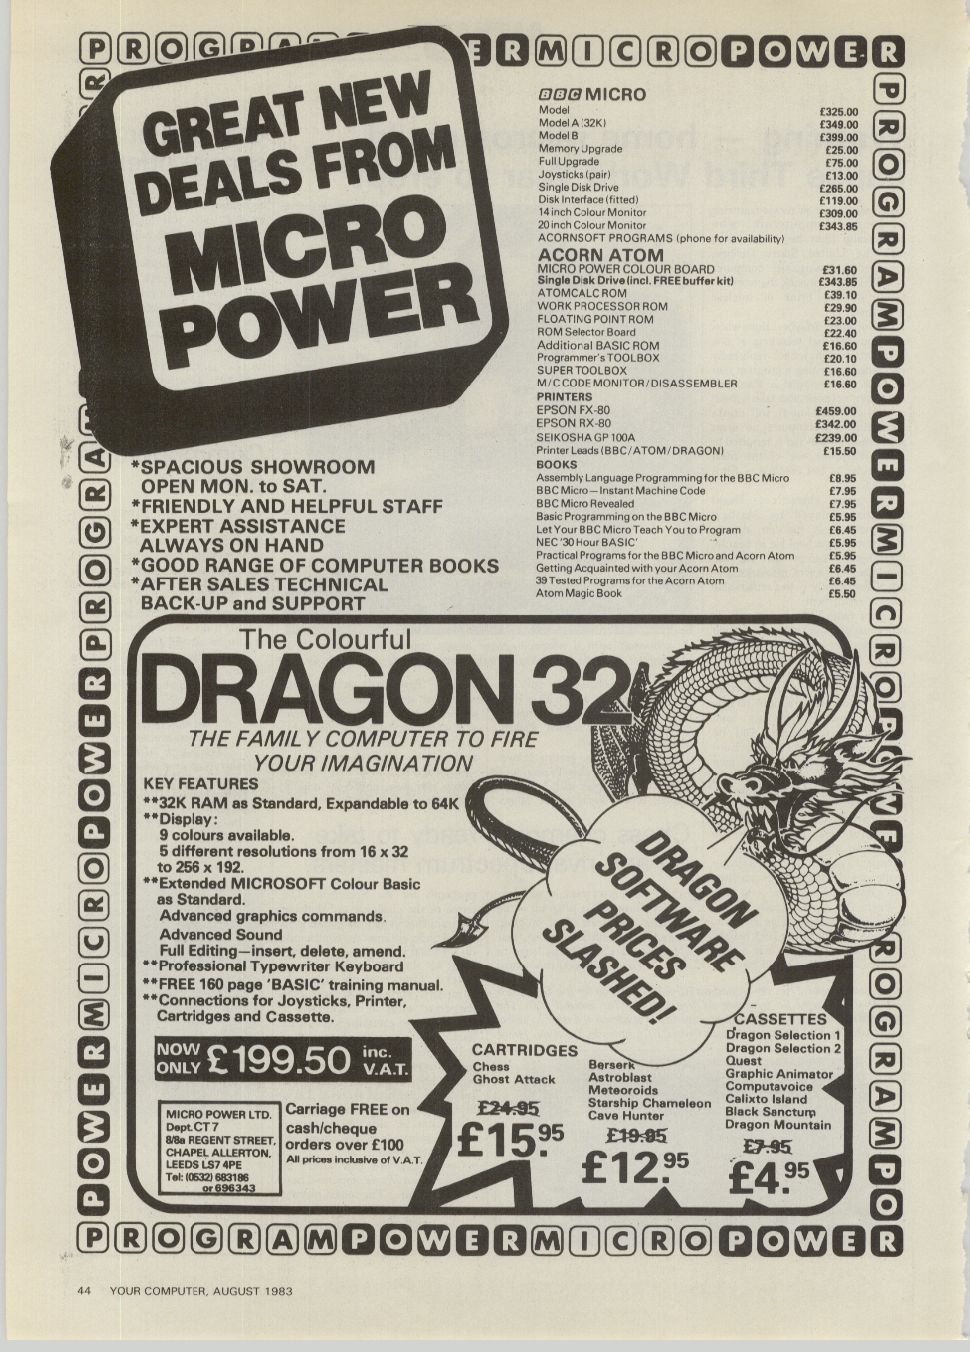 PROGRAMPOWERMICROPOWER
GREAT NEW
DEALS FROM
MICRO
POWER
BBC MICRO
Model £325.00
Model A (32K) £349.00
Model B £399.00
Memory Upgrade £25.00
Full Upgrade £75.00
Joysticks (pair) £13.00
Single Disk Drive £265.00
Disk Interface (fitted) £119.00
14 inch Colour Monitor £309.00
20 inch Colour Monitor £343.85
ACORNSOFT PROGRAMS (phone for availability)
ACORN ATOM
MICRO POWER COLOUR BOARD £31.60
Single Disk Drive (incl. FREE buffer kit) £343.85
ATOMCALC ROM £39.10
WORK PROCESSOR ROM £29.90
FLOATING POINT ROM £23.00
ROM Selector Board £22.40
Additional BASIC ROM £16.60
Programmer's TOOLBOX £20.10
SUPER TOOLBOX £16.60
M/C CODE MONITOR/DISASSEMBLER £16.60
PRINTERS
EPSON FX-80 £459.00
EPSON RX-80 £342.00
SEIKOSHA GP 100A £239.00
Printer Leads (BBC/ATOM/DRAGON) £15.50
BOOKS
Assembly Language Programming for the BBC Micro £8.95
BBC Micro—Instant Machine Code £7.95
BBC Micro Revealed £7.95
Basic Programming on the BBC Micro £5.95
Let Your BBC Micro Teach You to Program £6.45
NEC '30 Hour BASIC' £5.95
Practical Programs for the BBC Micro and Acorn Atom £5.95
Getting Acquainted with your Acorn Atom £6.45
39 Tested Programs for the Acorn Atom £6.45
Atom Magic Book £5.50
*SPACIOUS SHOWROOM
OPEN MON. to SAT.
*FRIENDLY AND HELPFUL STAFF
*EXPERT ASSISTANCE
ALWAYS ON HAND
*GOOD RANGE OF COMPUTER BOOKS
*AFTER SALES TECHNICAL
BACK-UP and SUPPORT
The Colourful
DRAGON 32
THE FAMILY COMPUTER TO FIRE
YOUR IMAGINATION
KEY FEATURES
**32K RAM as Standard, Expandable to 64K
**Display:
9 colours available.
5 different resolutions from 16 x 32
to 256 x 192.
**Extended MICROSOFT Colour Basic
as Standard.
Advanced graphics commands.
Advanced Sound
Full Editing—insert, delete, amend.
**Professional Typewriter Keyboard
**FREE 160 page 'BASIC' training manual.
**Connections for Joysticks, Printer,
Cartridges and Cassette.
NOW ONLY £199.50 inc. V.A.T.
MICRO POWER LTD.
Dept.CT7
8/8a REGENT STREET,
CHAPEL ALLERTON,
LEEDS LS7 4PE
Tel: (0532) 683186
or 696343
Carriage FREE on
cash/cheque
orders over £100
All prices inclusive of V.A.T.
DRAGON
SOFTWARE
PRICES
SLASHED!
CARTRIDGES
Chess
Ghost Attack
£24.95
£15.95
Berserk
Astroblast
Meteoroids
Starship Chameleon
Cave Hunter
£19.95
£12.95
CASSETTES
Dragon Selection 1
Dragon Selection 2
Quest
Graphic Animator
Computavoice
Calixto Island
Black Sanctum
Dragon Mountain
£7.95
£4.95
PROGRAMPOWERMICROPOWER
44 YOUR COMPUTER, AUGUST 1983